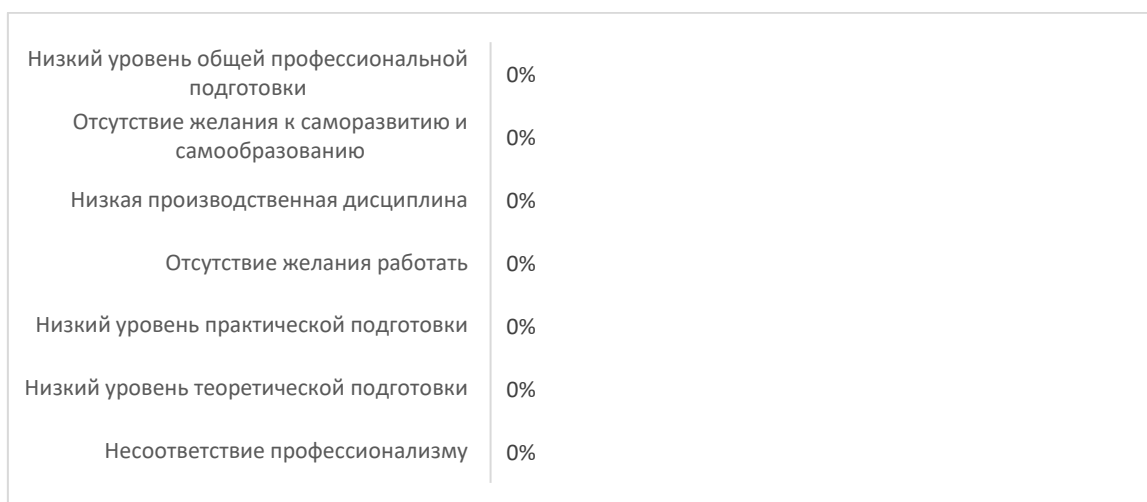 Низкий уровень общей профессиональной
подготовки
0%
Отсутствие желания к саморазвитию и
самообразованию
0%
Низкая производственная дисциплина
0%
Отсутствие желания работать
0%
Низкий уровень практической подготовки
0%
Низкий уровень теоретической подготовки
0%
Несоответствие профессионализму
0%